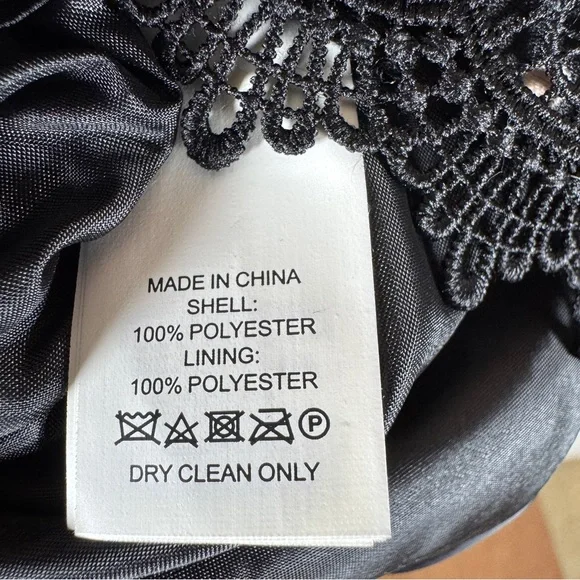 MADE IN CHINA
SHELL:
100% POLYESTER
LINING:
100% POLYESTER
P
DRY CLEAN ONLY